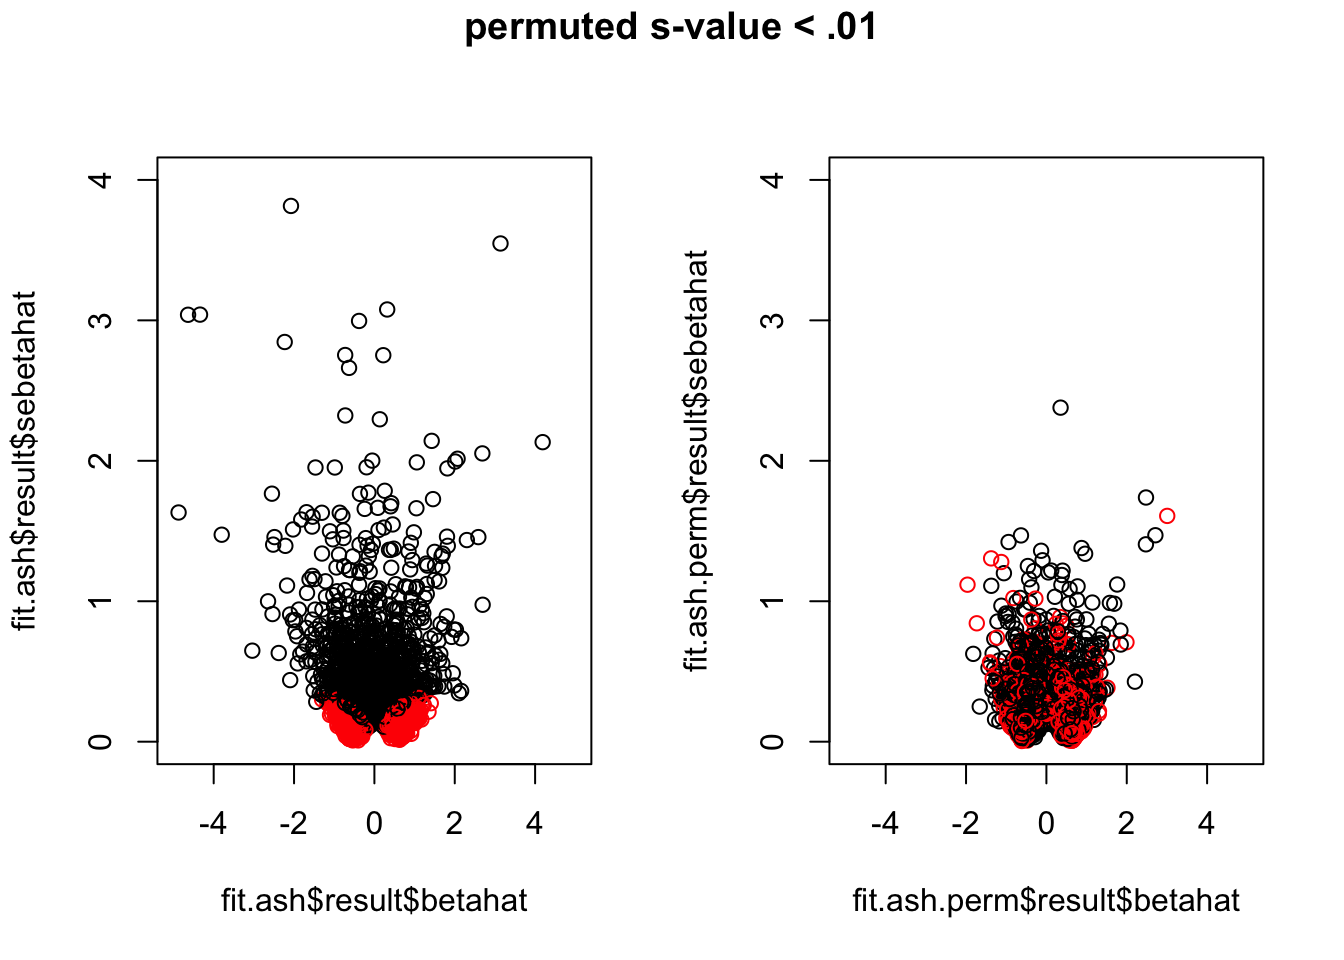 permuted s-value < .01
fit.ash$result$sebetahat
4
3
2
1
0
-4 -2 0 2 4
fit.ash$result$betahat
fit.ash.perm$result$sebetahat
4
3
2
1
0
-4 -2 0 2 4
fit.ash.perm$result$betahat